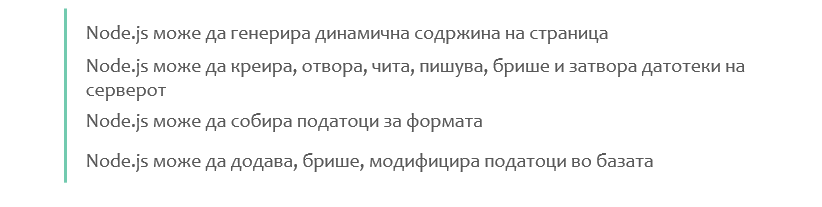 Node.js може да генерира динамична содржина на страница
Node.js може да креира, отвора, чита, пишува, брише и затвора датотеки на
серверот
Node.js може да собира податоци за формата
Node.js може да додава, брише, модифицира податоци во базата